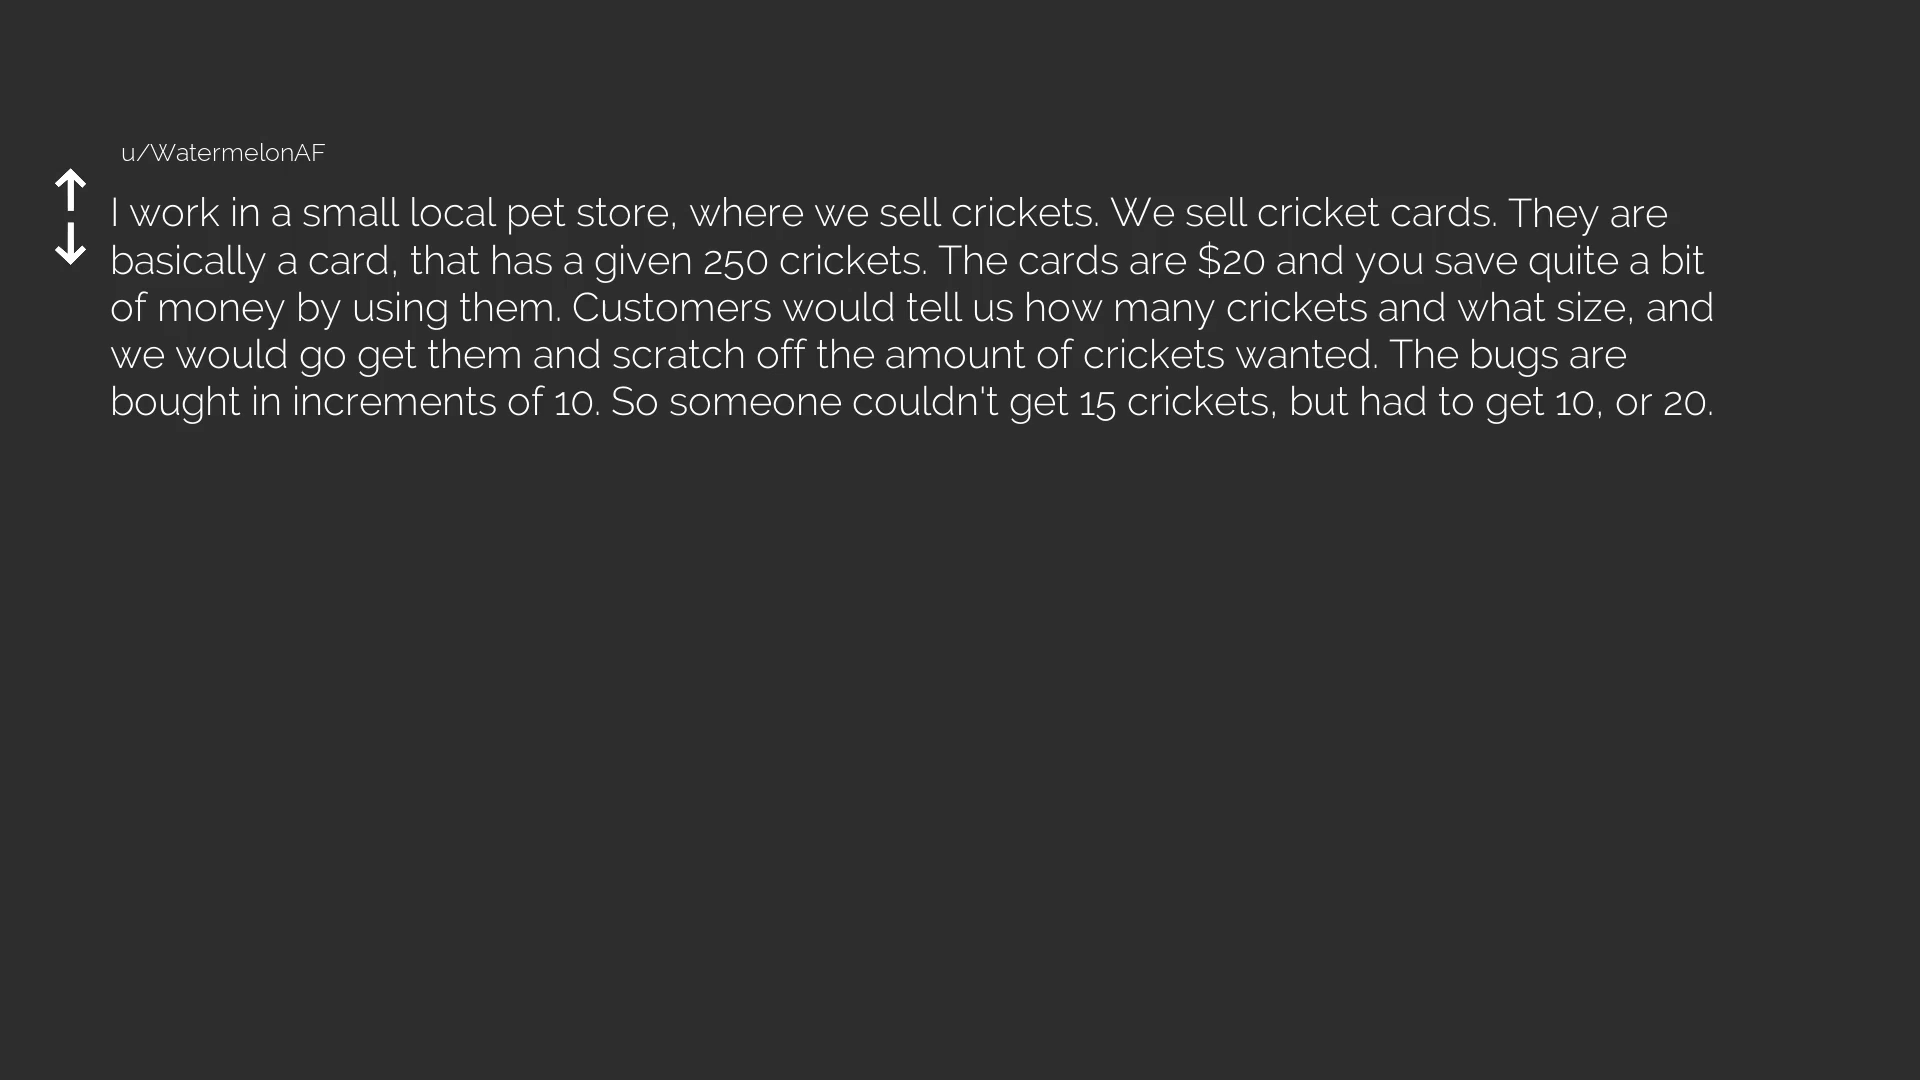 u/WatermelonAF
I work in a small local pet store, where we sell crickets. We sell cricket cards. They are
basically a card, that has a given 250 crickets. The cards are $20 and you save quite a bit
of money by using them. Customers would tell us how many crickets and what size, and
we would go get them and scratch off the amount of crickets wanted. The bugs are
bought in increments of 10. So someone couldn't get 15 crickets, but had to get 10, or 20.